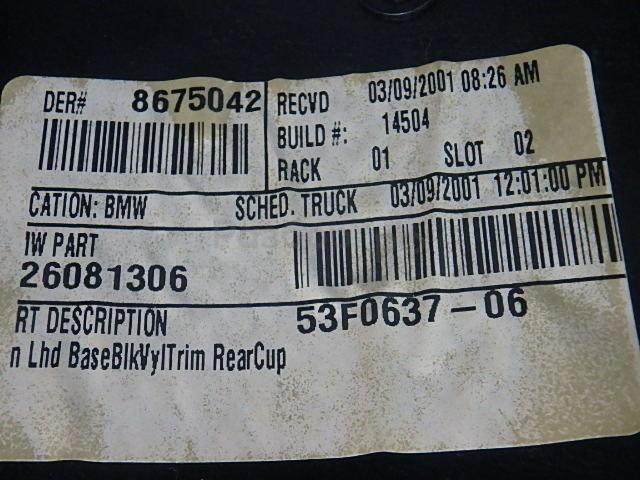 DER# 8675042
RECVD 03/09/2001 08:26 AM
BUILD #: 14504
RACK 01 SLOT 02
CATION: BMW SCHED. TRUCK 03/09/2001 12:01:00 PM
IW PART
26081306
53F0637-06
RT DESCRIPTION
n Lhd BaseBlkVylTrim RearCup